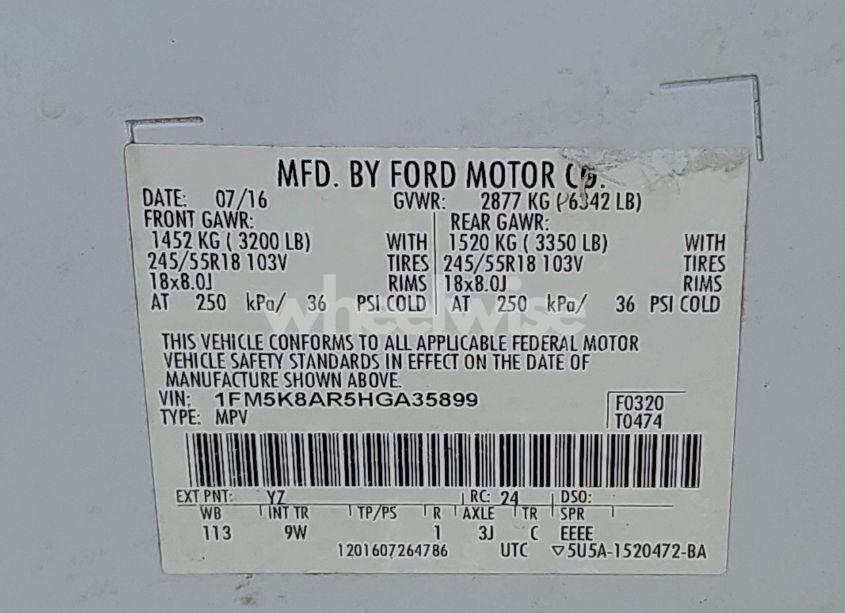 MFD. BY FORD MOTOR CO.
DATE: 07/16 GVWR: 2877 KG ( 6342 LB)
FRONT GAWR: REAR GAWR:
1452 KG ( 3200 LB) WITH 1520 KG ( 3350 LB) WITH
245/55R18 103V TIRES 245/55R18 103V TIRES
18x8.0J RIMS 18x8.0J RIMS
AT 250 kPa/ 36 PSI COLD AT 250 kPa/ 36 PSI COLD
wheelwise
THIS VEHICLE CONFORMS TO ALL APPLICABLE FEDERAL MOTOR
VEHICLE SAFETY STANDARDS IN EFFECT ON THE DATE OF
MANUFACTURE SHOWN ABOVE.
VIN: 1FM5K8AR5HGA35899 F0320
TYPE: MPV T0474
EXT PNT: YZ RC: 24 DSO:
WB INT TR TP/PS R AXLE TR SPR
113 9W 1 3J C EEEE
1201607264786 UTC ▽5U5A-1520472-BA